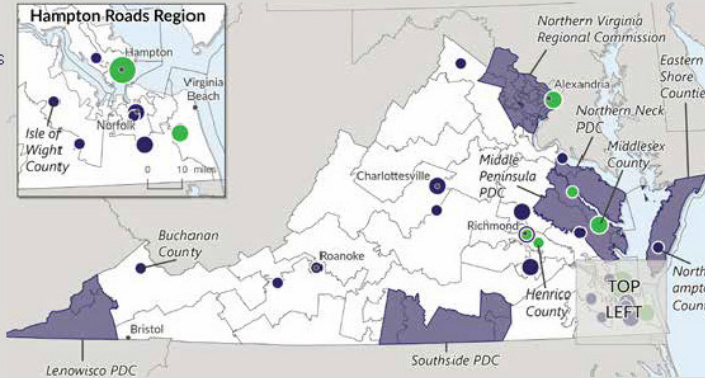 Hampton Roads Region
s
Hampton
Virginia
Beach
Norfolk
Isle of
Wight
County
0 10 miles
Northern Virginia
Regional Commission
Alexandria
Eastern
Shore
Countie
Northern Neck
PDC
Middlesex
County
Middle
Peninsula
PDC
Charlottesville
Richmond
Buchanan
County
Roanoke
Henrico
County
North
ampto
Count
TOP
LEFT
Bristol
Lenowisco PDC
Southside PDC